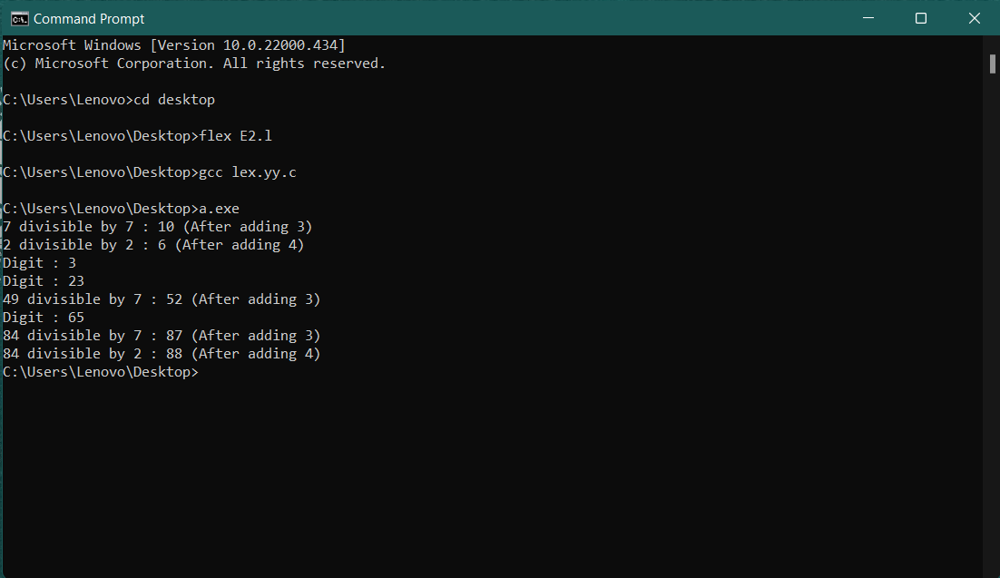 Command Prompt
Microsoft Windows [Version 10.0.22000.434]
(c) Microsoft Corporation. All rights reserved.
C:\Users\Lenovo>cd desktop
C:\Users\Lenovo\Desktop>flex E2.l
C:\Users\Lenovo\Desktop>gcc lex.yy.c
C:\Users\Lenovo\Desktop>a.exe
7 divisible by 7 : 10 (After adding 3)
2 divisible by 2 : 6 (After adding 4)
Digit : 3
Digit : 23
49 divisible by 7 : 52 (After adding 3)
Digit : 65
84 divisible by 7 : 87 (After adding 3)
84 divisible by 2 : 88 (After adding 4)
C:\Users\Lenovo\Desktop>